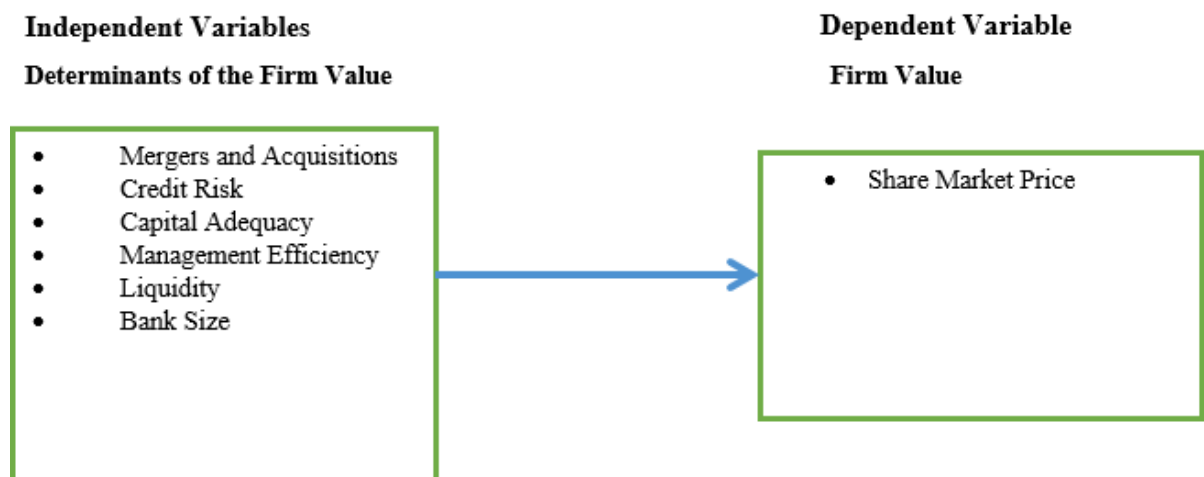 Independent Variables
Determinants of the Firm Value
• Mergers and Acquisitions
• Credit Risk
• Capital Adequacy
• Management Efficiency
• Liquidity
• Bank Size
Dependent Variable
Firm Value
• Share Market Price